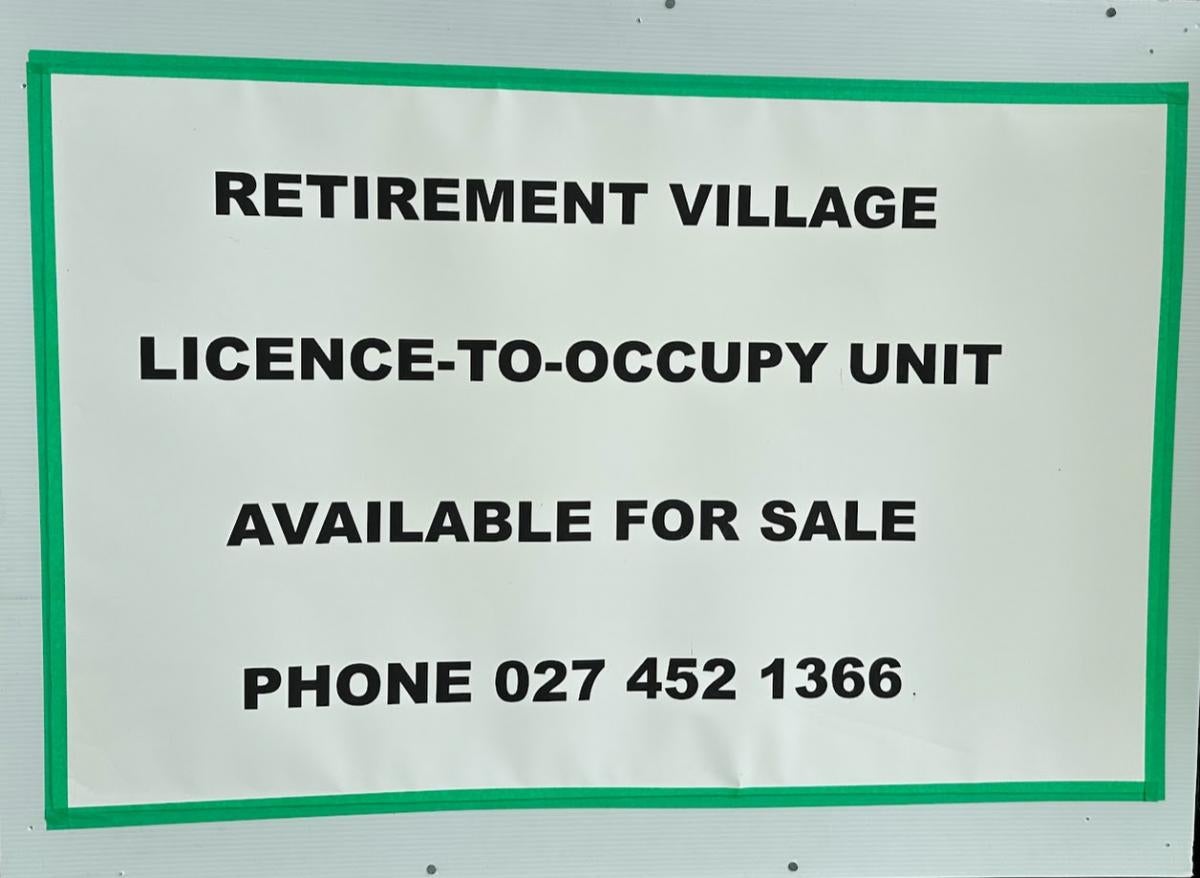 RETIREMENT VILLAGE
LICENCE-TO-OCCUPY UNIT
AVAILABLE FOR SALE
PHONE 027 452 1366